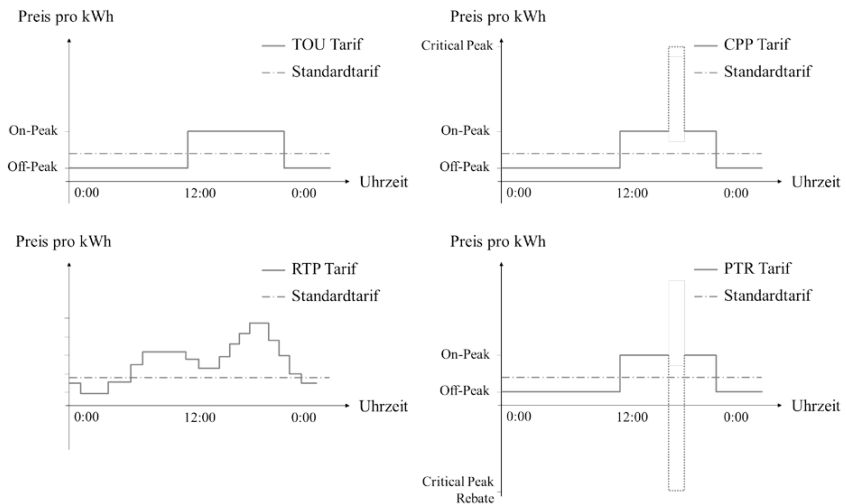 Preis pro kWh
TOU Tarif
Standardtarif
On-Peak
Off-Peak
0:00
12:00
0:00
Uhrzeit
Preis pro kWh
Critical Peak
CPP Tarif
Standardtarif
On-Peak
Off-Peak
0:00
12:00
0:00
Uhrzeit
Preis pro kWh
RTP Tarif
Standardtarif
0:00
12:00
0:00
Uhrzeit
Preis pro kWh
PTR Tarif
Standardtarif
On-Peak
Off-Peak
0:00
12:00
0:00
Uhrzeit
Critical Peak
Rebate